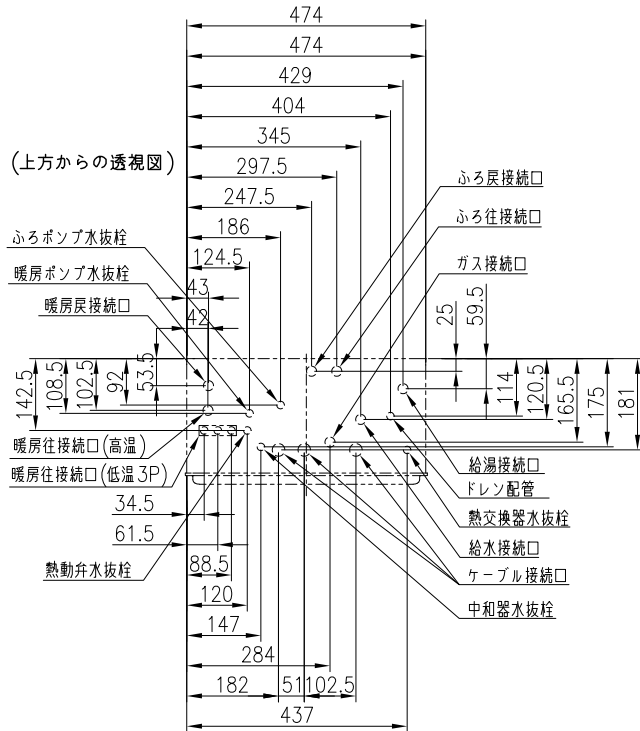 474
474
429
404
345
(上方からの透視図)
297.5
247.5
186
124.5
43
42
ふろ戻接続口
ふろ往接続口
ガス接続口
ふろポンプ水抜栓
暖房ポンプ水抜栓
暖房戻接続口
25
59.5
142.5
108.5
102.5
92
53.5
114
120.5
165.5
175
181
暖房往接続口(高温)
暖房往接続口(低温3P)
給湯接続口
ドレン配管
熱交換器水抜栓
給水接続口
ケーブル接続口
中和器水抜栓
34.5
61.5
熱動弁水抜栓
88.5
120
147
284
182
51
102.5
437